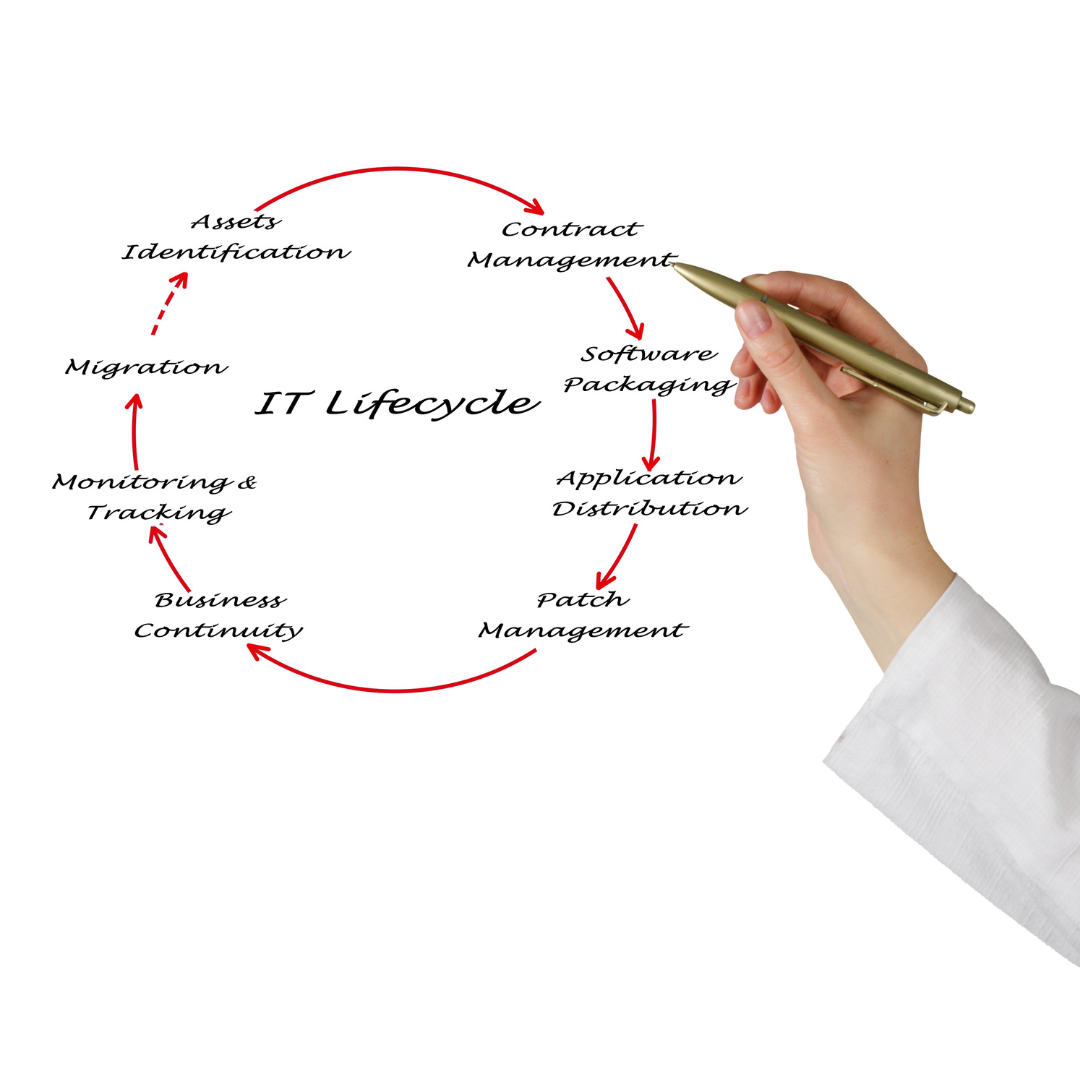 Assets
Identification
Contract
Management
Software
Packaging
Application
Distribution
Patch
Management
Business
Continuity
Monitoring &
Tracking
Migration
IT Lifecycle